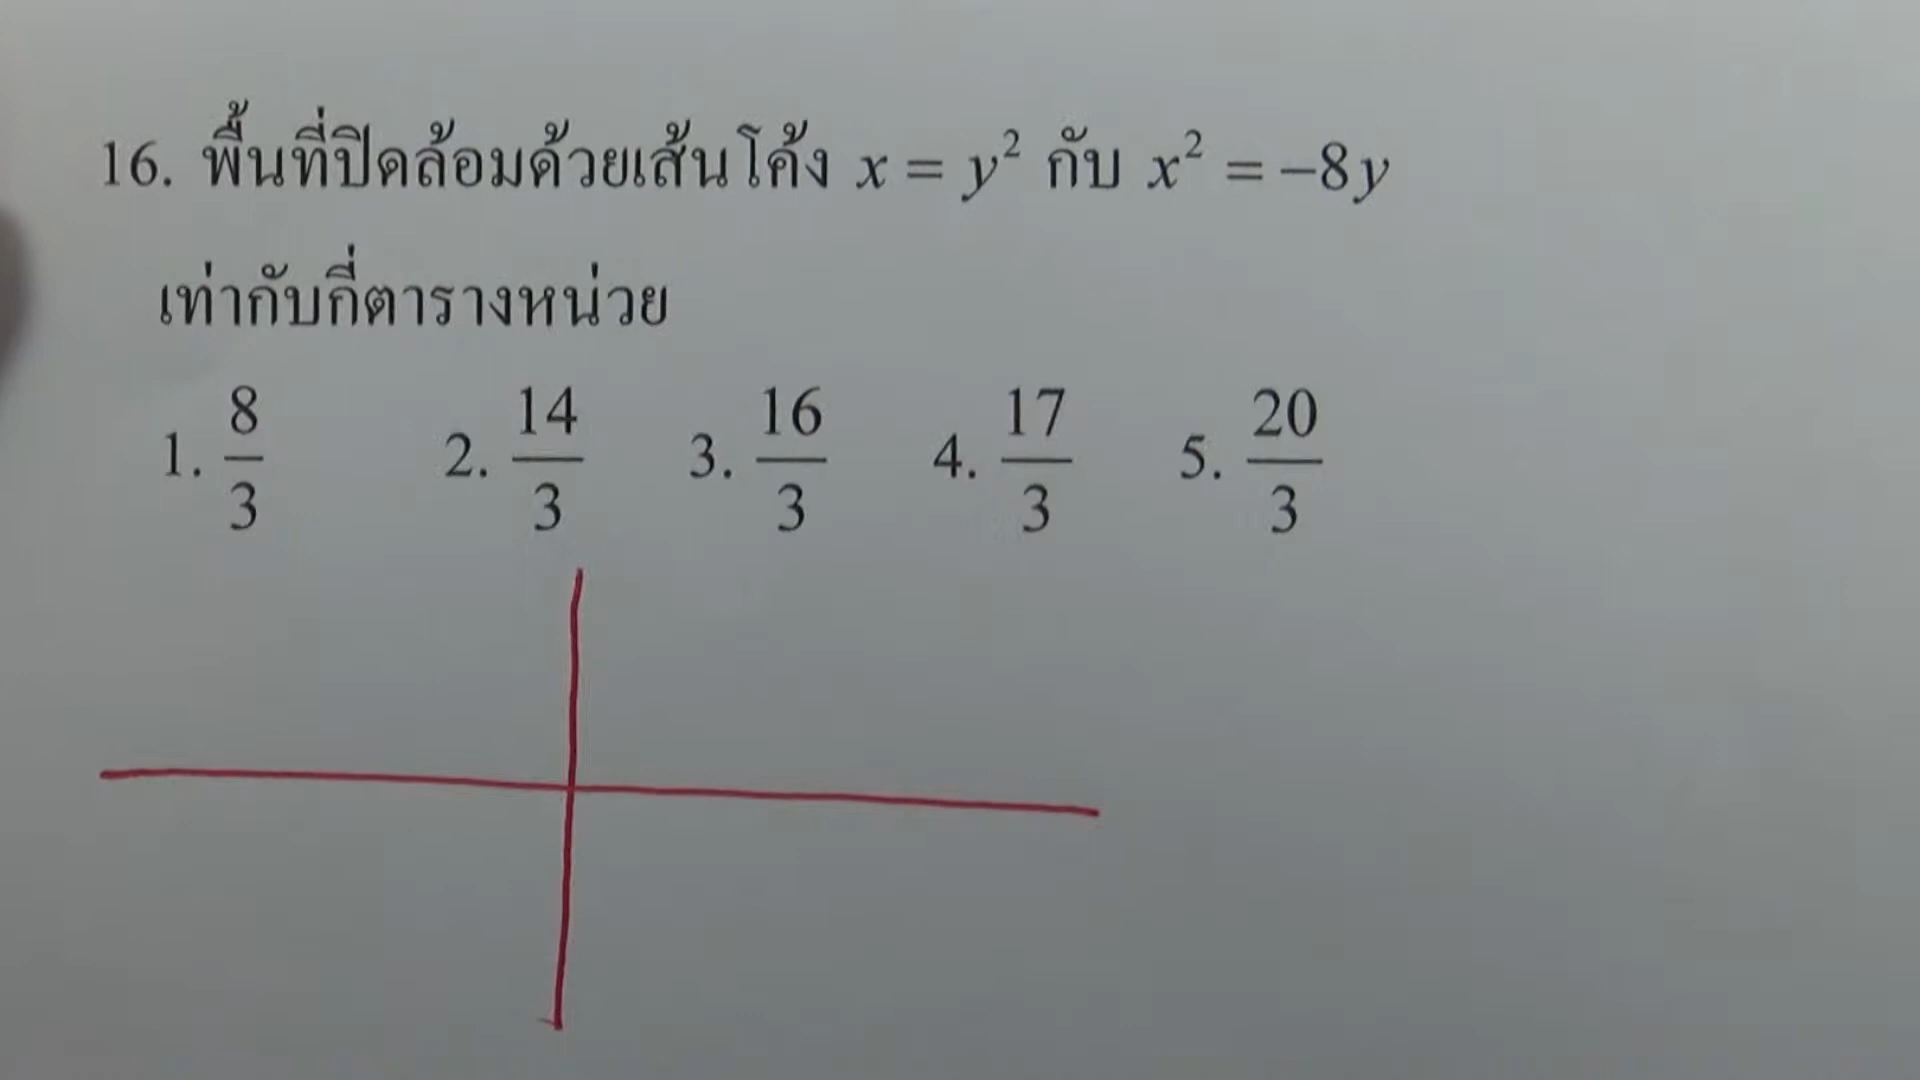 16. พื้นที่ปิดล้อมด้วยเส้นโค้ง x = y² กับ x² = −8y
เท่ากับกี่ตารางหน่วย
1. 8/3 2. 14/3 3. 16/3 4. 17/3 5. 20/3